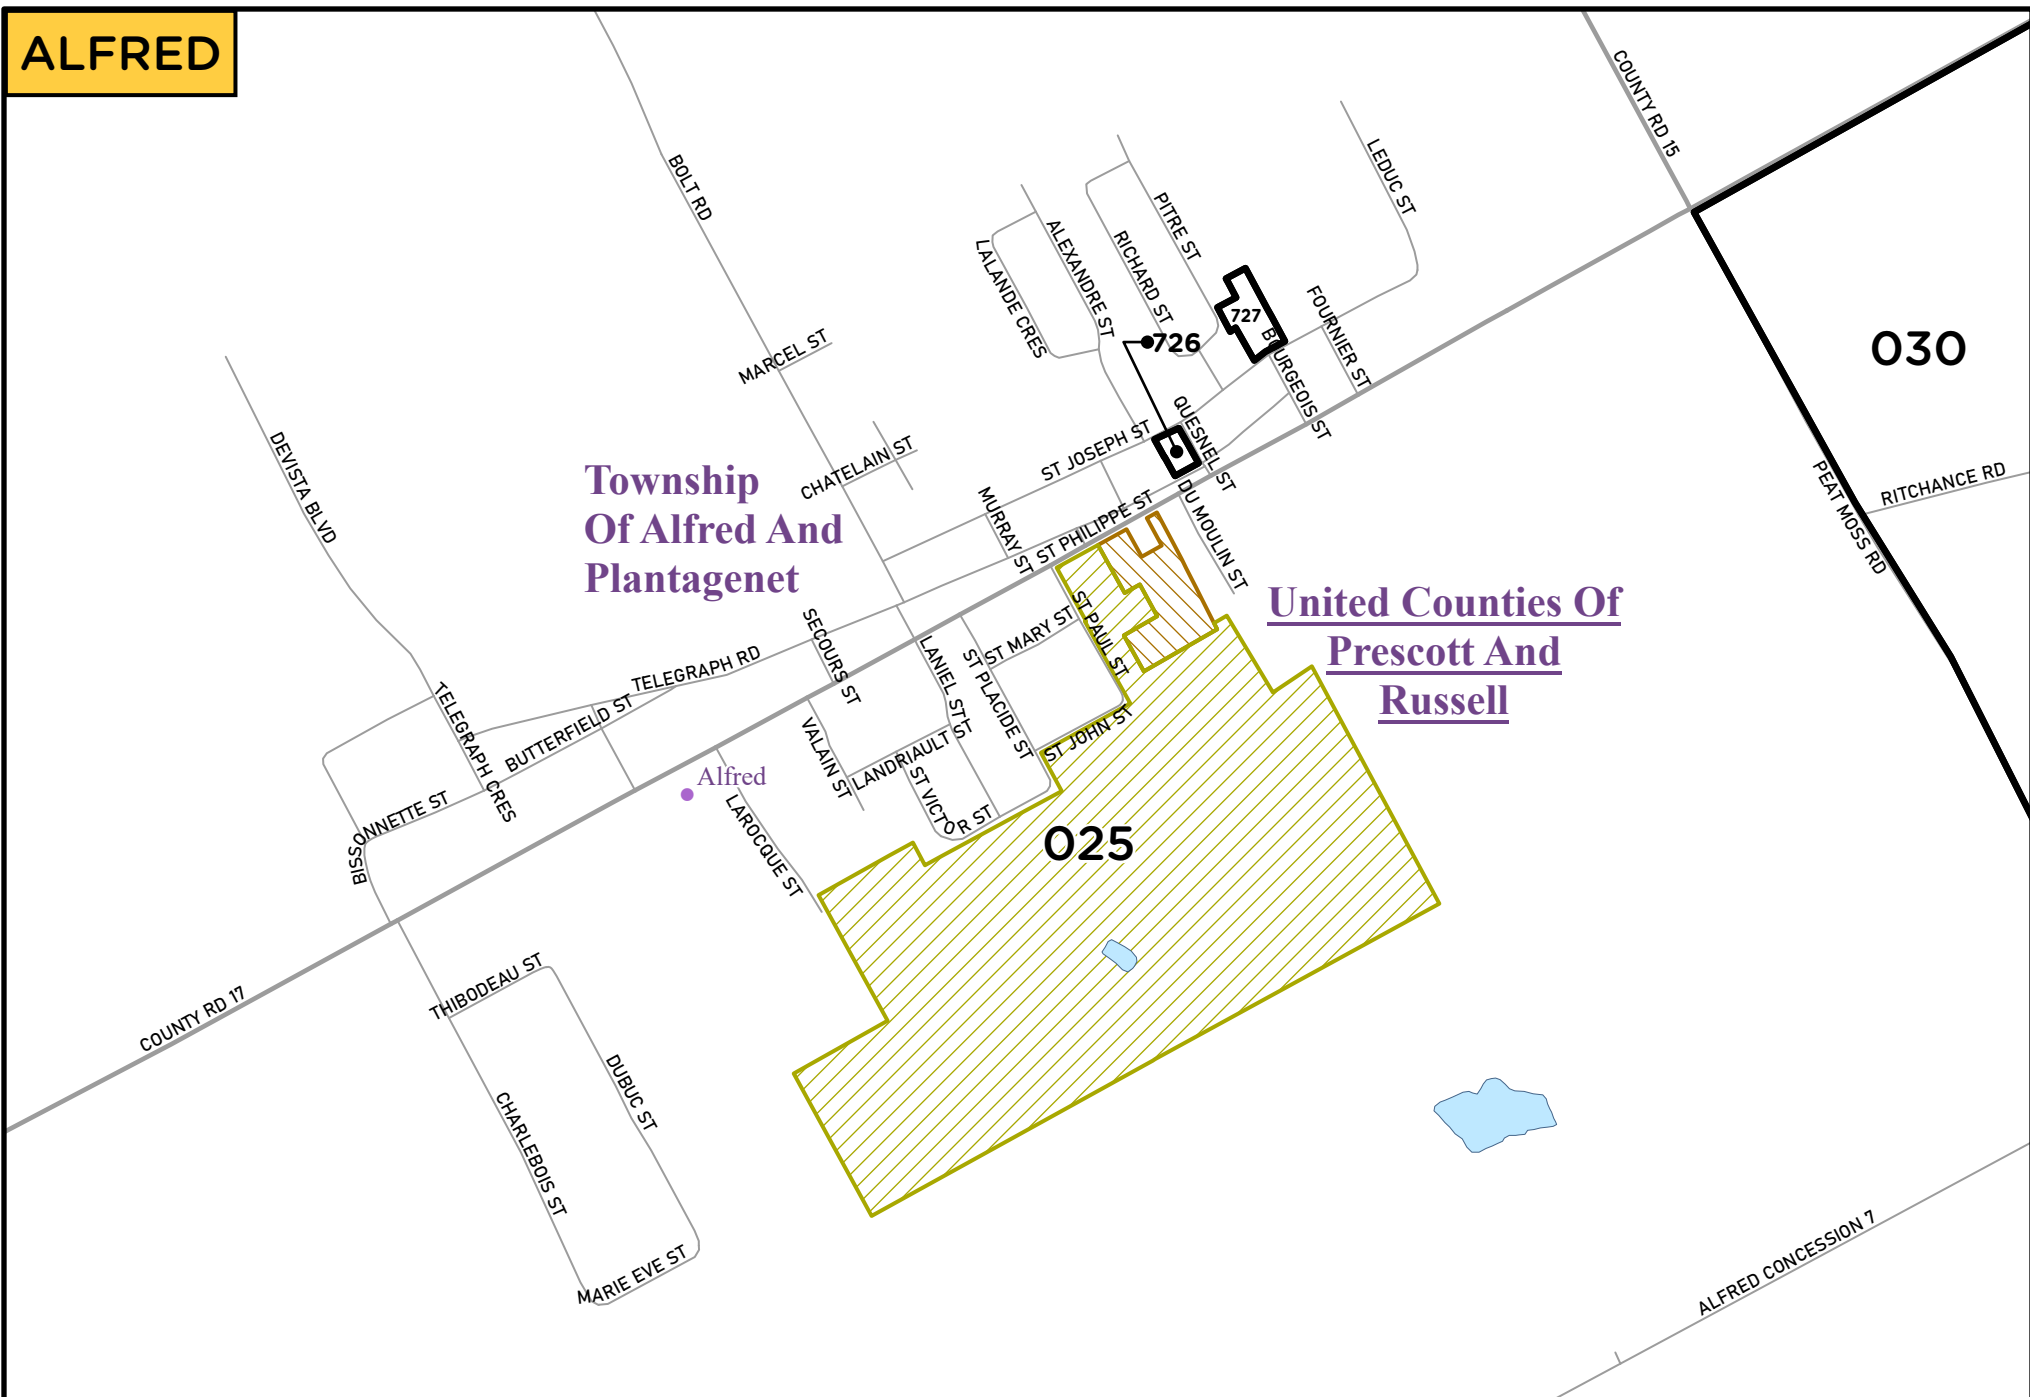 ALFRED
COUNTY RD 15
BOLT RD
LEDUC ST
PITRE ST
ALEXANDRE ST
RICHARD ST
LALANDE CRES
FOURNIER ST
727
726
BOURGEOIS ST
030
MARCEL ST
QUESNEL ST
ST JOSEPH ST
CHATELAIN ST
DEVISTA BLVD
Township
Of Alfred And
Plantagenet
MURRAY ST
ST PHILIPPE ST
DU MOULIN ST
PEAT MOSS RD
RITCHANCE RD
United Counties Of
Prescott And
Russell
SECOURS ST
ST PAUL ST
ST MARY ST
LANIEL ST
ST PLACIDE ST
TELEGRAPH RD
TELEGRAPH CRES
BUTTERFIELD ST
VALAIN ST
LANDRIAULT ST
ST JOHN ST
Alfred
ST VICTOR ST
LAROCQUE ST
BISSONNETTE ST
025
COUNTY RD 17
THIBODEAU ST
DUBUC ST
CHARLEBOIS ST
MARIE EVE ST
ALFRED CONCESSION 7